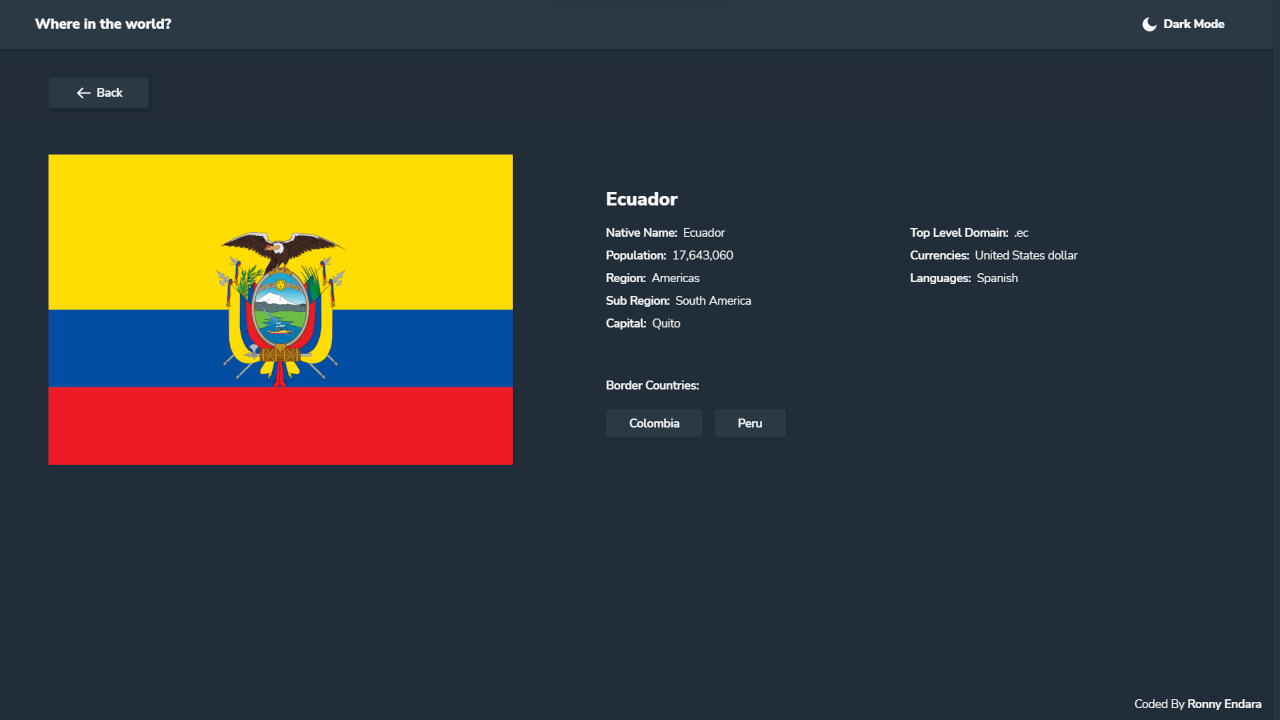 Where in the world?
Dark Mode
Back
Ecuador
Native Name: Ecuador
Population: 17,643,060
Region: Americas
Sub Region: South America
Capital: Quito
Top Level Domain: .ec
Currencies: United States dollar
Languages: Spanish
Border Countries:
Colombia
Peru
Coded By Ronny Endara